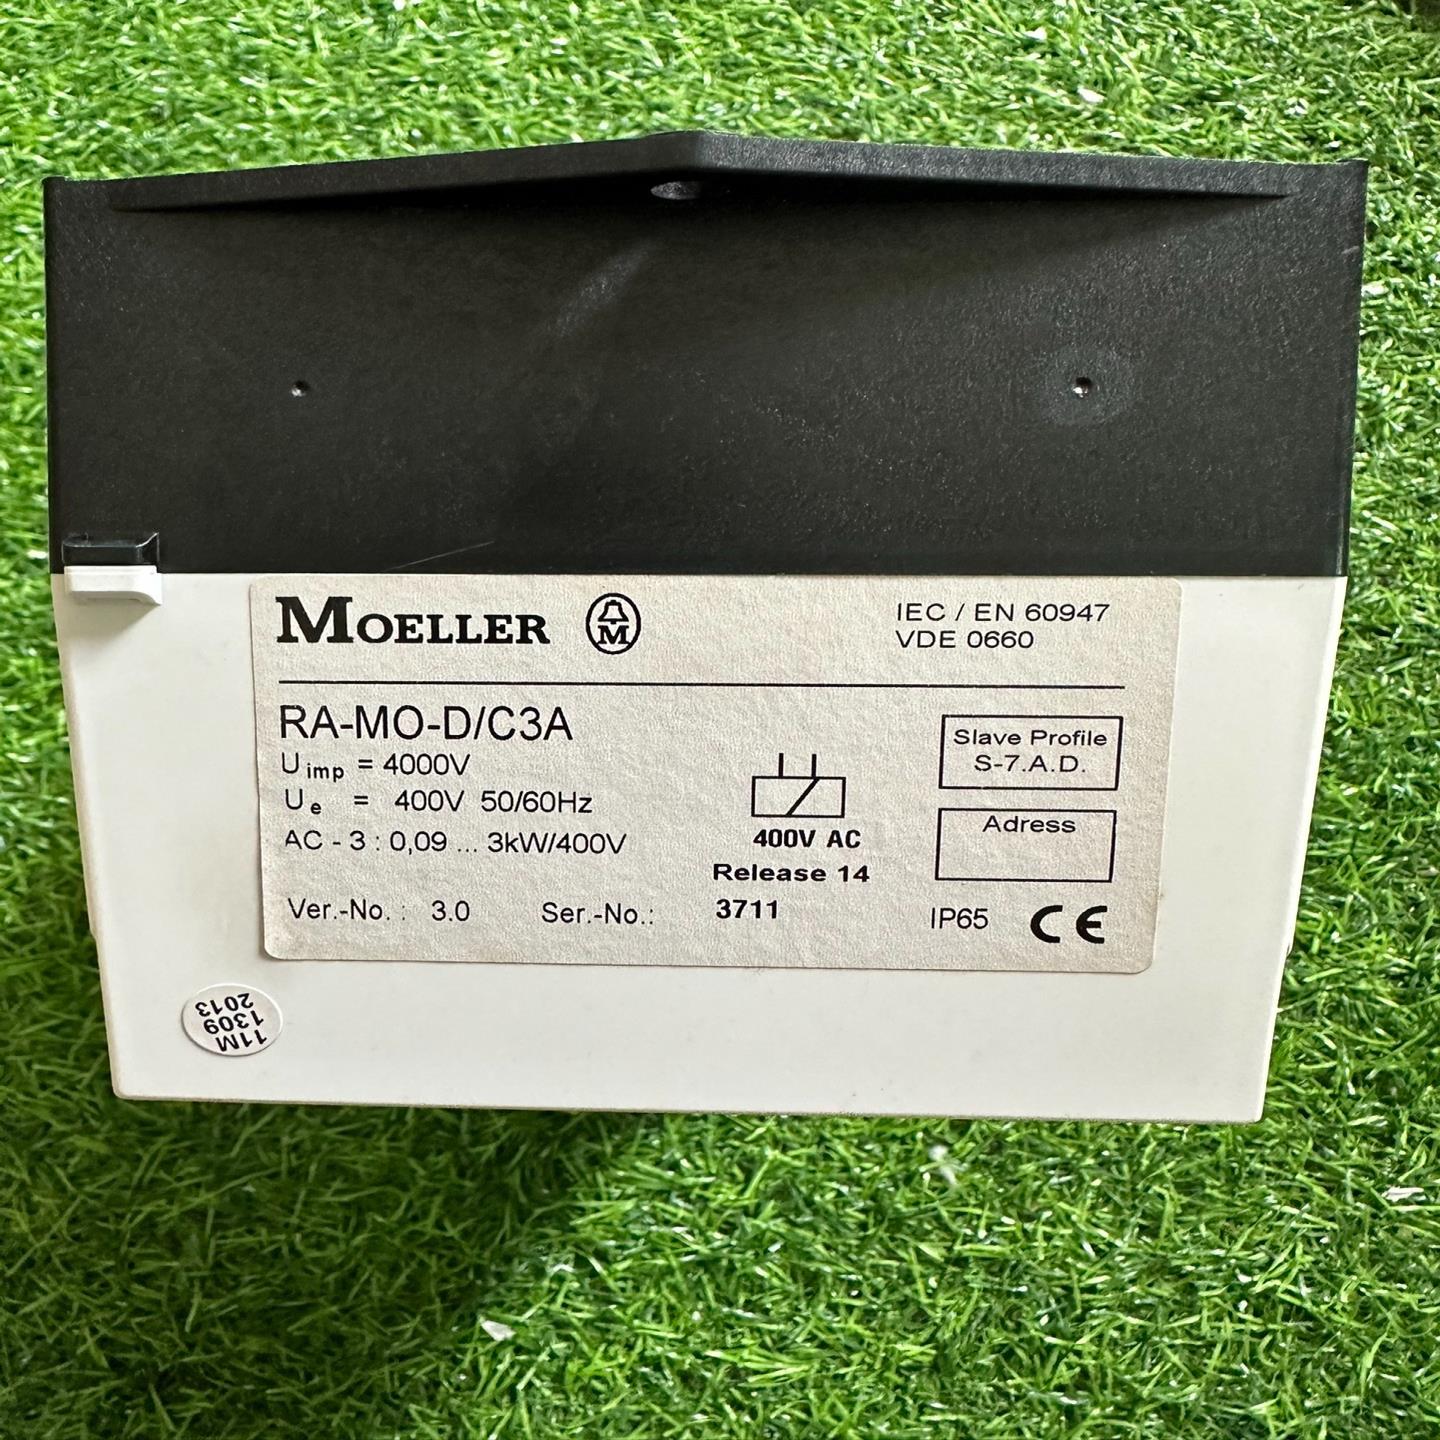 MOELLER M
IEC / EN 60947
VDE 0660
RA-MO-D/C3A
Uimp = 4000V
Ue = 400V 50/60Hz
AC - 3 : 0,09 ... 3kW/400V
400V AC
Release 14
Slave Profile
S-7.A.D.
Adress
Ver.-No. : 3.0 Ser.-No.: 3711
IP65 CE
11M
1309
2013